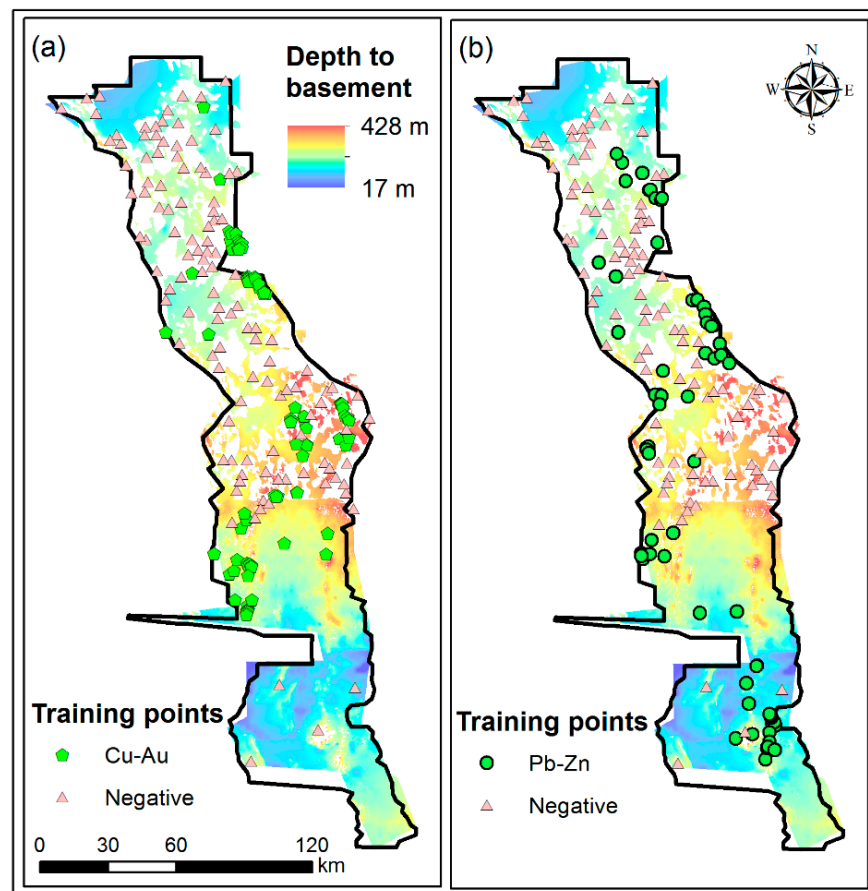 (a)
Depth to
basement
428 m
17 m
Training points
Cu-Au
Negative
0 30 60 120
km
(b)
N
W E
S
Training points
Pb-Zn
Negative